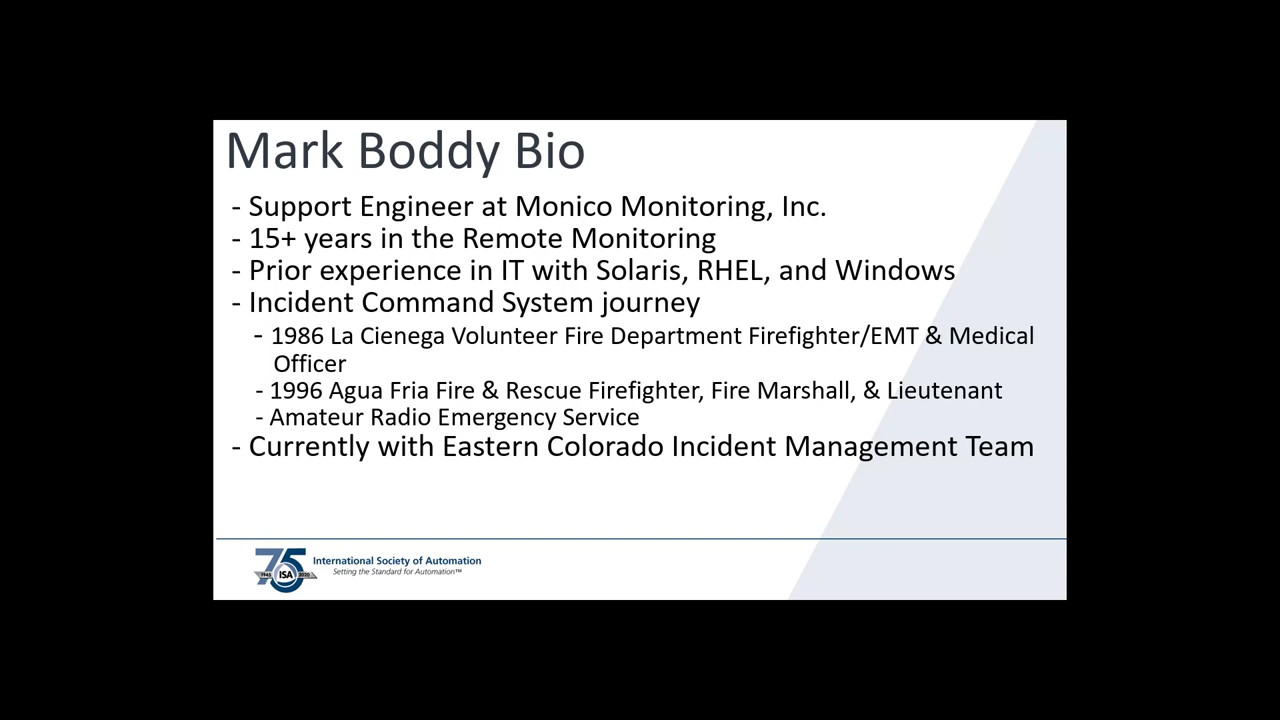 Mark Boddy Bio
- Support Engineer at Monico Monitoring, Inc.
- 15+ years in the Remote Monitoring
- Prior experience in IT with Solaris, RHEL, and Windows
- Incident Command System journey
- 1986 La Cienega Volunteer Fire Department Firefighter/EMT & Medical
Officer
- 1996 Agua Fria Fire & Rescue Firefighter, Fire Marshall, & Lieutenant
- Amateur Radio Emergency Service
- Currently with Eastern Colorado Incident Management Team
75
1945 ISA 2020
International Society of Automation
Setting the Standard for Automation™